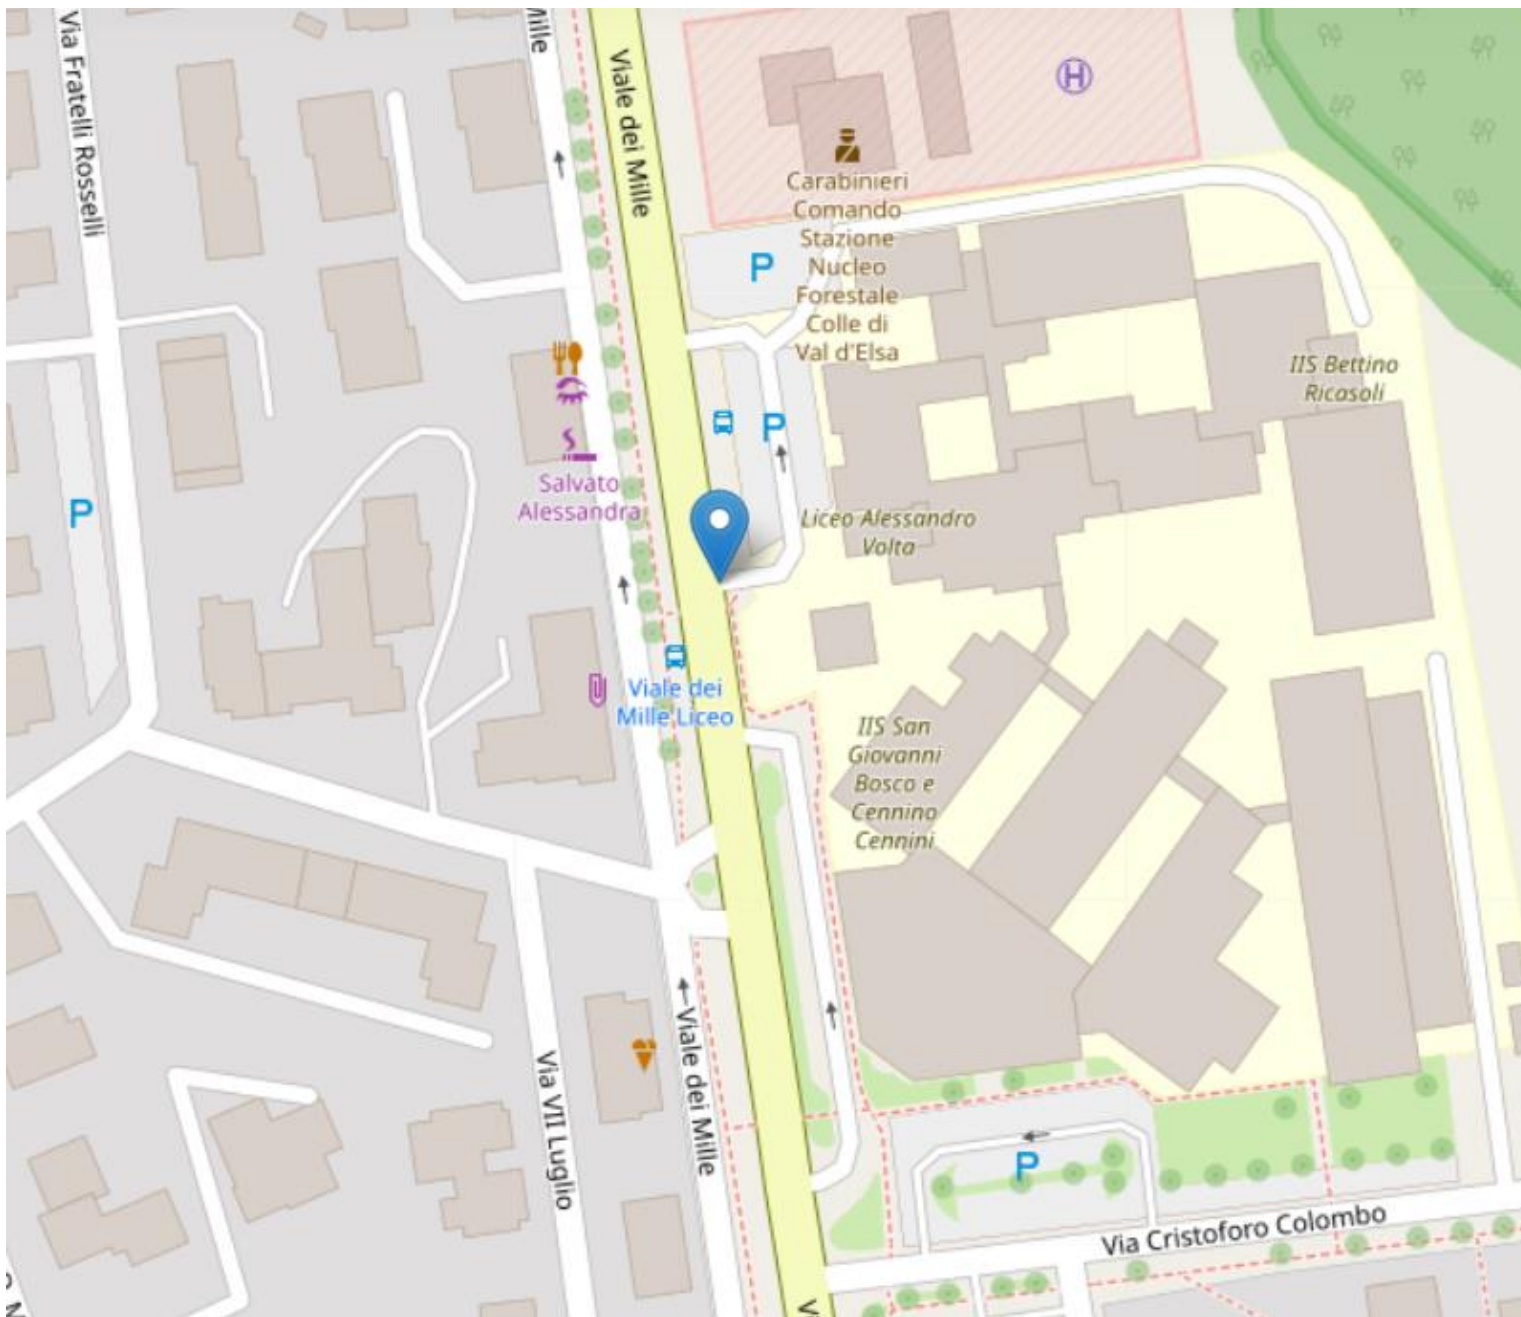 Via Fratelli Rosselli
Mille
Viale dei Mille
H
Carabinieri
Comando
Stazione
Nucleo
Forestale
Colle di
Val d'Elsa
P
IIS Bettino
Ricasoli
P
Salvato
Alessandra
P
Liceo Alessandro
Volta
Viale dei
Mille Liceo
IIS San
Giovanni
Bosco e
Cennino
Cennini
Viale dei Mille
Via VII Luglio
P
Via Cristoforo Colombo